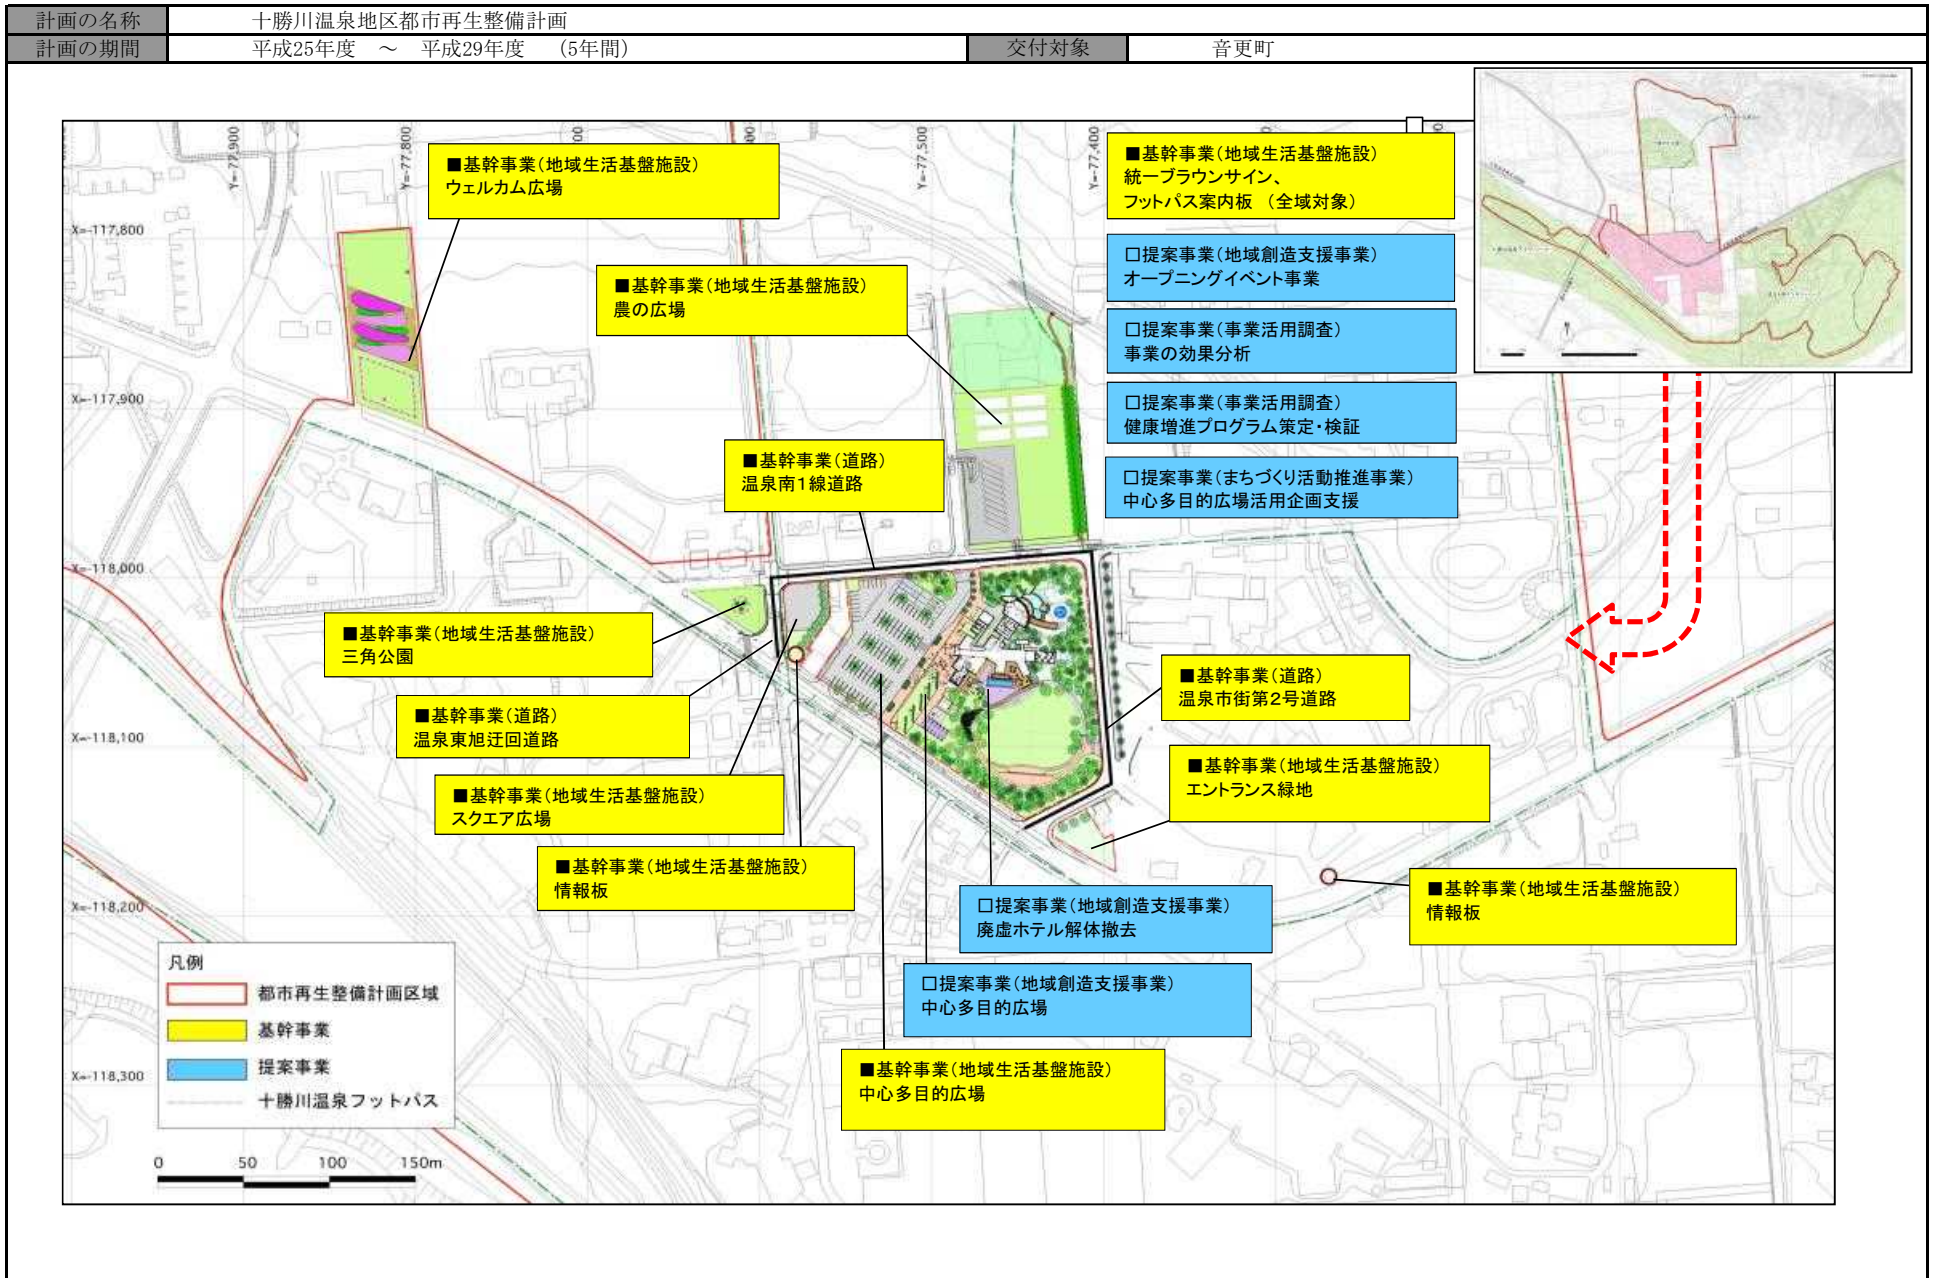 計画の名称 十勝川温泉地区都市再生整備計画
計画の期間 平成25年度 ～ 平成29年度 (5年間) 交付対象 音更町
Y=-77,900
Y=-77,800
Y=-77,500
Y=-77,400
X=-117,800
X=-117,900
X=-118,000
X=-118,100
X=-118,200
X=-118,300
■基幹事業(地域生活基盤施設)
ウェルカム広場
■基幹事業(地域生活基盤施設)
農の広場
■基幹事業(道路)
温泉南1線道路
■基幹事業(地域生活基盤施設)
統一ブラウンサイン、
フットパス案内板 (全域対象)
□提案事業(地域創造支援事業)
オープニングイベント事業
□提案事業(事業活用調査)
事業の効果分析
□提案事業(事業活用調査)
健康増進プログラム策定・検証
□提案事業(まちづくり活動推進事業)
中心多目的広場活用企画支援
■基幹事業(地域生活基盤施設)
三角公園
■基幹事業(道路)
温泉東旭迂回道路
■基幹事業(地域生活基盤施設)
スクエア広場
■基幹事業(地域生活基盤施設)
情報板
■基幹事業(道路)
温泉市街第2号道路
■基幹事業(地域生活基盤施設)
エントランス緑地
■基幹事業(地域生活基盤施設)
情報板
□提案事業(地域創造支援事業)
廃虚ホテル解体撤去
□提案事業(地域創造支援事業)
中心多目的広場
■基幹事業(地域生活基盤施設)
中心多目的広場
凡例
都市再生整備計画区域
基幹事業
提案事業
十勝川温泉フットパス
0 50 100 150m